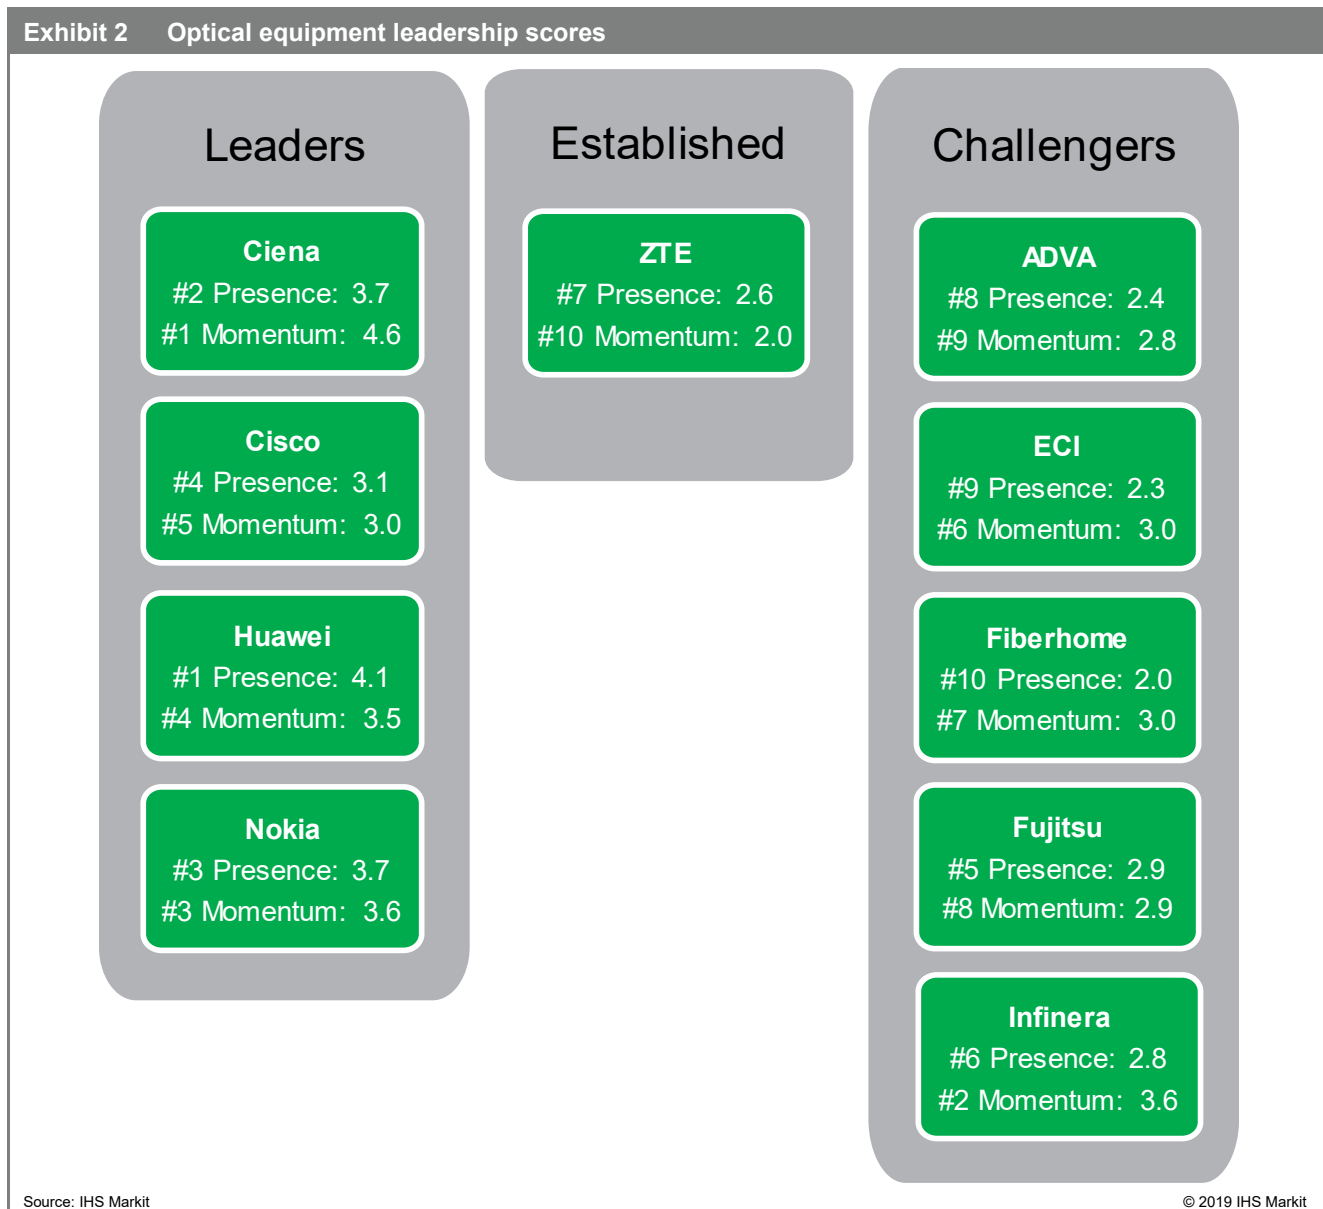 Exhibit 2 Optical equipment leadership scores
Leaders
Ciena
#2 Presence: 3.7
#1 Momentum: 4.6
Cisco
#4 Presence: 3.1
#5 Momentum: 3.0
Huawei
#1 Presence: 4.1
#4 Momentum: 3.5
Nokia
#3 Presence: 3.7
#3 Momentum: 3.6
Established
ZTE
#7 Presence: 2.6
#10 Momentum: 2.0
Challengers
ADVA
#8 Presence: 2.4
#9 Momentum: 2.8
ECI
#9 Presence: 2.3
#6 Momentum: 3.0
Fiberhome
#10 Presence: 2.0
#7 Momentum: 3.0
Fujitsu
#5 Presence: 2.9
#8 Momentum: 2.9
Infinera
#6 Presence: 2.8
#2 Momentum: 3.6
Source: IHS Markit
© 2019 IHS Markit